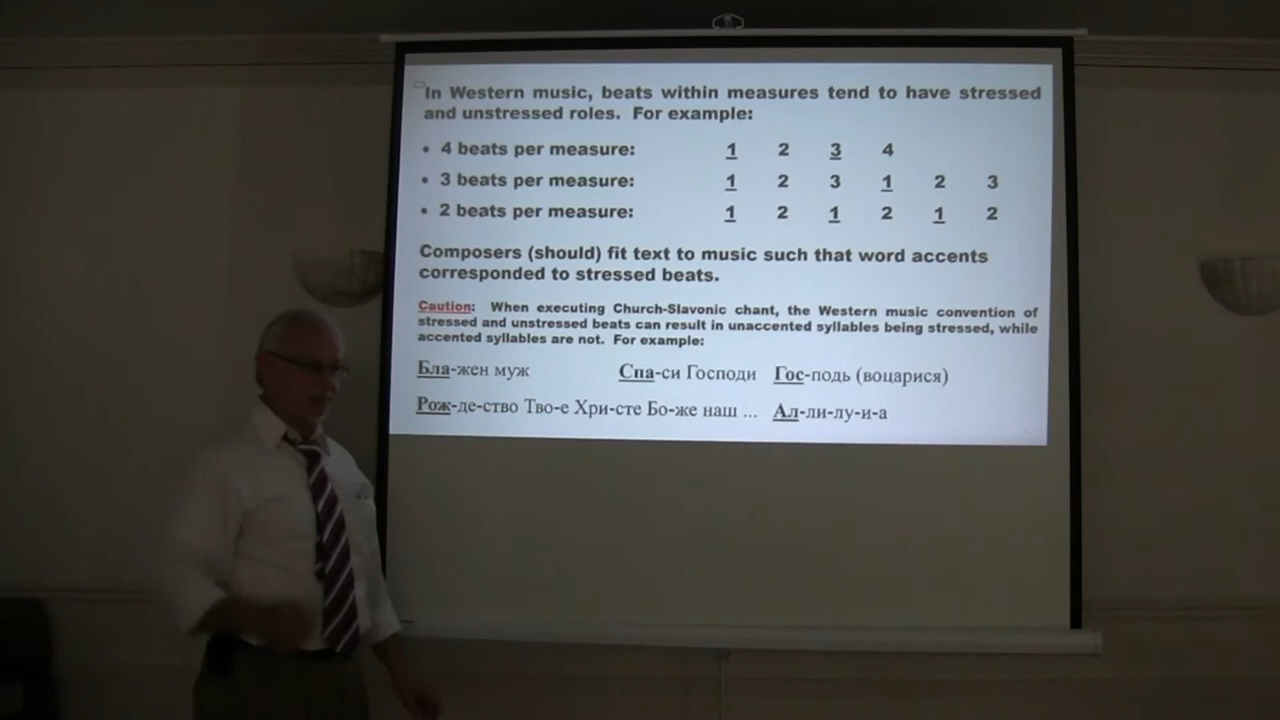 In Western music, beats within measures tend to have stressed
and unstressed roles. For example:
• 4 beats per measure: 1 2 3 4
• 3 beats per measure: 1 2 3 1 2 3
• 2 beats per measure: 1 2 1 2 1 2
Composers (should) fit text to music such that word accents
corresponded to stressed beats.
Caution: When executing Church-Slavonic chant, the Western music convention of
stressed and unstressed beats can result in unaccented syllables being stressed, while
accented syllables are not. For example:
Бла-жен муж Спа-си Господи Гос-подь (воцарися)
Рож-де-ство Тво-е Хри-сте Бо-же наш ... Ал-ли-лу-и-а